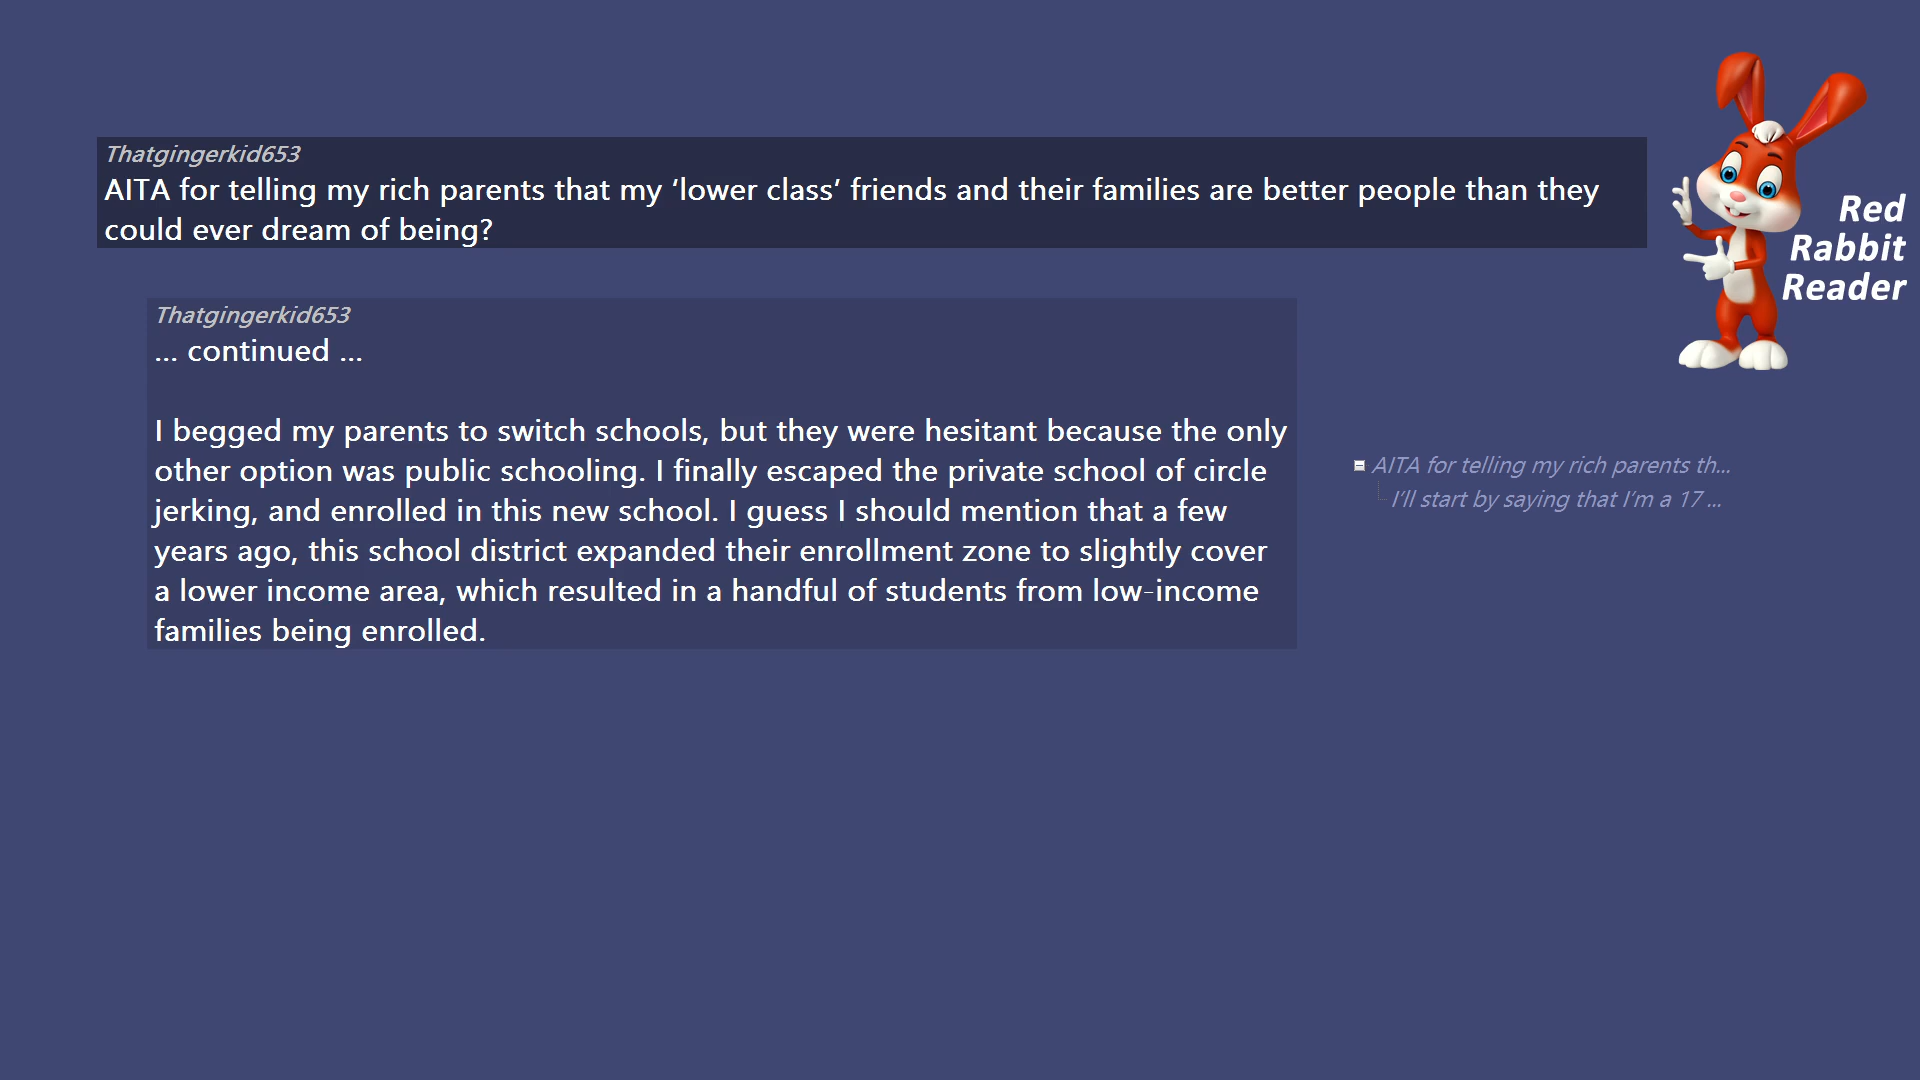 Thatgingerkid653
AITA for telling my rich parents that my ‘lower class’ friends and their families are better people than they
could ever dream of being?
Red
Rabbit
Reader
Thatgingerkid653
... continued ...
I begged my parents to switch schools, but they were hesitant because the only
other option was public schooling. I finally escaped the private school of circle
jerking, and enrolled in this new school. I guess I should mention that a few
years ago, this school district expanded their enrollment zone to slightly cover
a lower income area, which resulted in a handful of students from low-income
families being enrolled.
AITA for telling my rich parents th...
I’ll start by saying that I’m a 17 ...